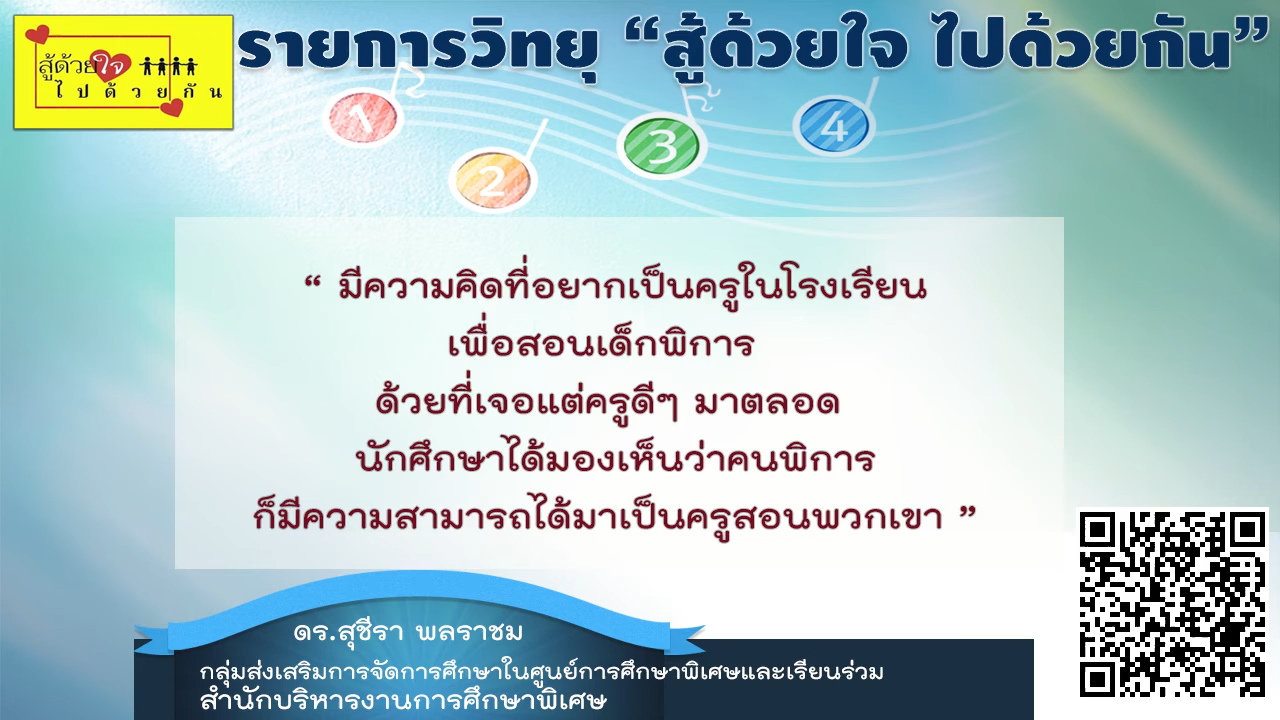 รายการวิทยุ “สู้ด้วยใจ ไปด้วยกัน”
สู้ด้วยใจ
ไปด้วยกัน
1
2
3
4
“ มีความคิดที่อยากเป็นครูในโรงเรียน
เพื่อสอนเด็กพิการ
ด้วยที่เจอแต่ครูดีๆ มาตลอด
นักศึกษาได้มองเห็นว่าคนพิการ
ก็มีความสามารถได้มาเป็นครูสอนพวกเขา ”
ดร.สุชีรา พลราชม
กลุ่มส่งเสริมการจัดการศึกษาในศูนย์การศึกษาพิเศษและเรียนร่วม
สำนักบริหารงานการศึกษาพิเศษ